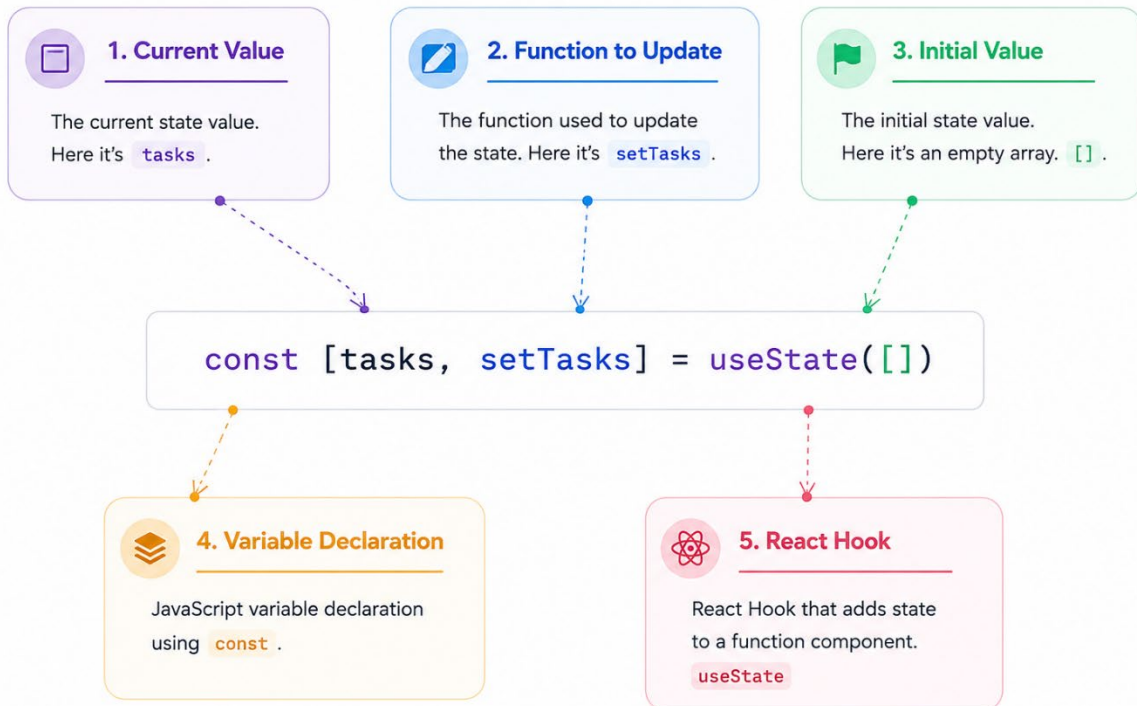 1. Current Value
The current state value.
Here it's tasks .
2. Function to Update
The function used to update
the state. Here it's setTasks .
3. Initial Value
The initial state value.
Here it's an empty array. [] .
const [tasks, setTasks] = useState([])
4. Variable Declaration
JavaScript variable declaration
using const .
5. React Hook
React Hook that adds state
to a function component.
useState